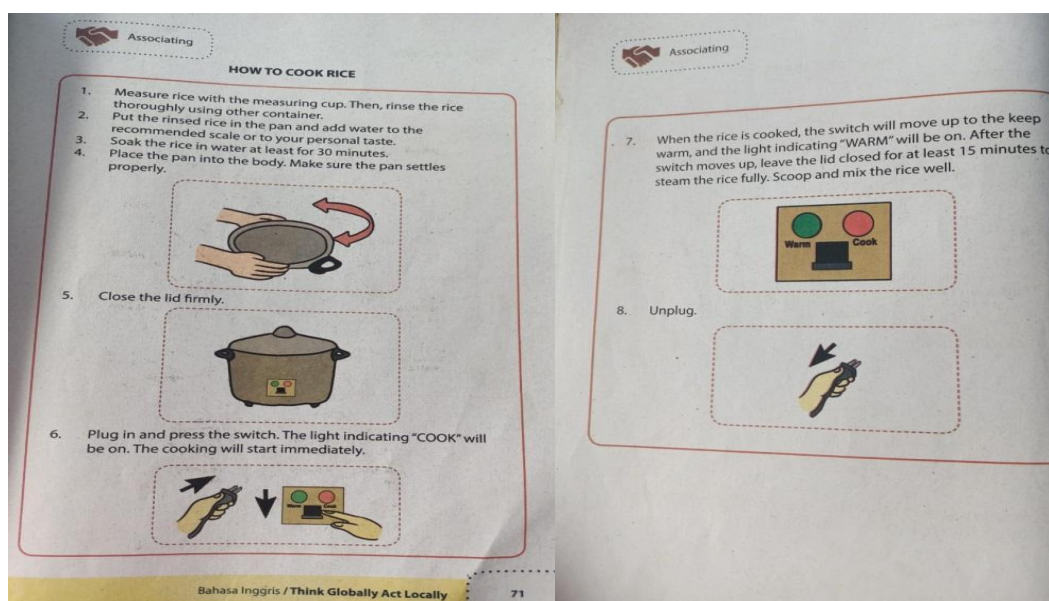 Associating
HOW TO COOK RICE
1. Measure rice with the measuring cup. Then, rinse the rice
thoroughly using other container.
2. Put the rinsed rice in the pan and add water to the
recommended scale or to your personal taste.
3. Soak the rice in water at least for 30 minutes.
4. Place the pan into the body. Make sure the pan settles
properly.
5. Close the lid firmly.
6. Plug in and press the switch. The light indicating "COOK" will
be on. The cooking will start immediately.
Warm Cook
Bahasa Inggris / Think Globally Act Locally
71
Associating
7. When the rice is cooked, the switch will move up to the keep
warm, and the light indicating "WARM" will be on. After the
switch moves up, leave the lid closed for at least 15 minutes to
steam the rice fully. Scoop and mix the rice well.
Warm Cook
8. Unplug.